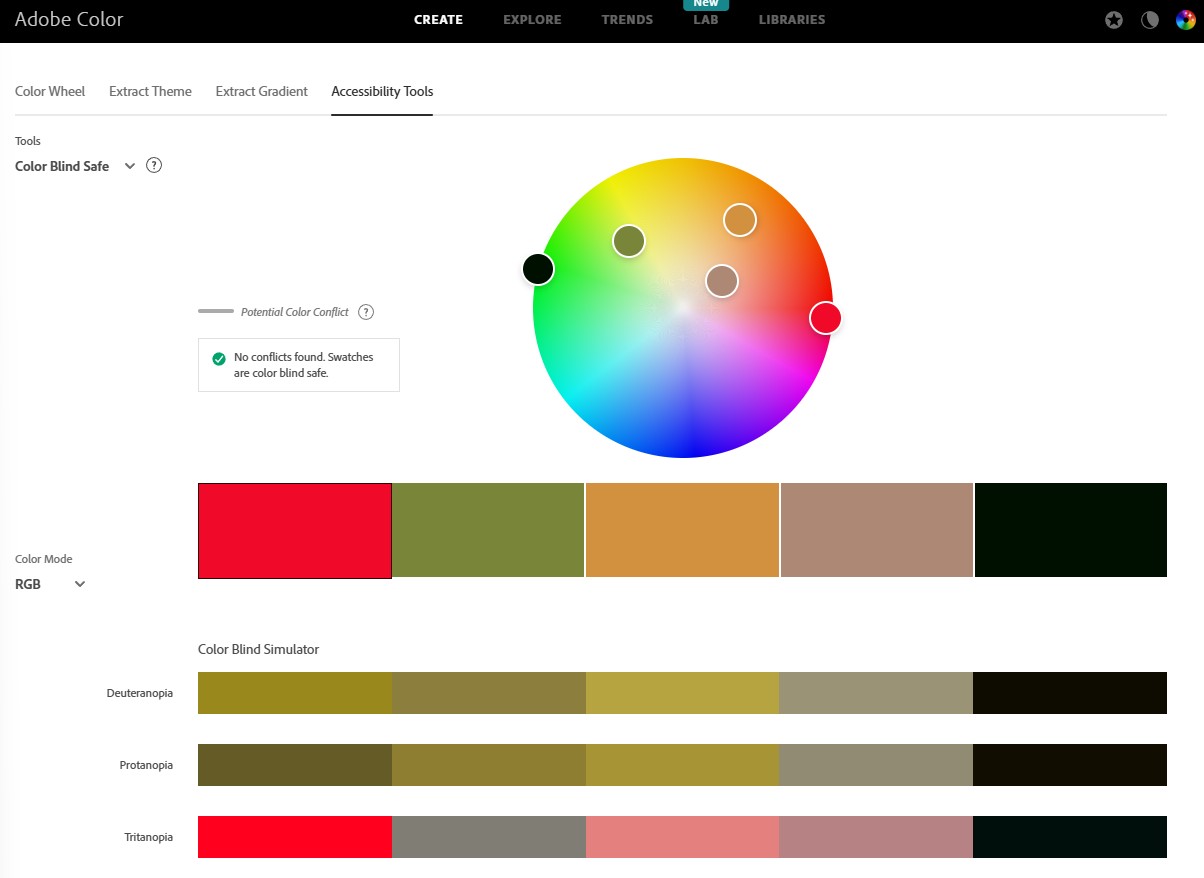 Adobe Color
CREATE
EXPLORE
TRENDS
New
LAB
LIBRARIES
Color Wheel
Extract Theme
Extract Gradient
Accessibility Tools
Tools
Color Blind Safe
?
Potential Color Conflict
?
No conflicts found. Swatches
are color blind safe.
Color Mode
RGB
Color Blind Simulator
Deuteranopia
Protanopia
Tritanopia